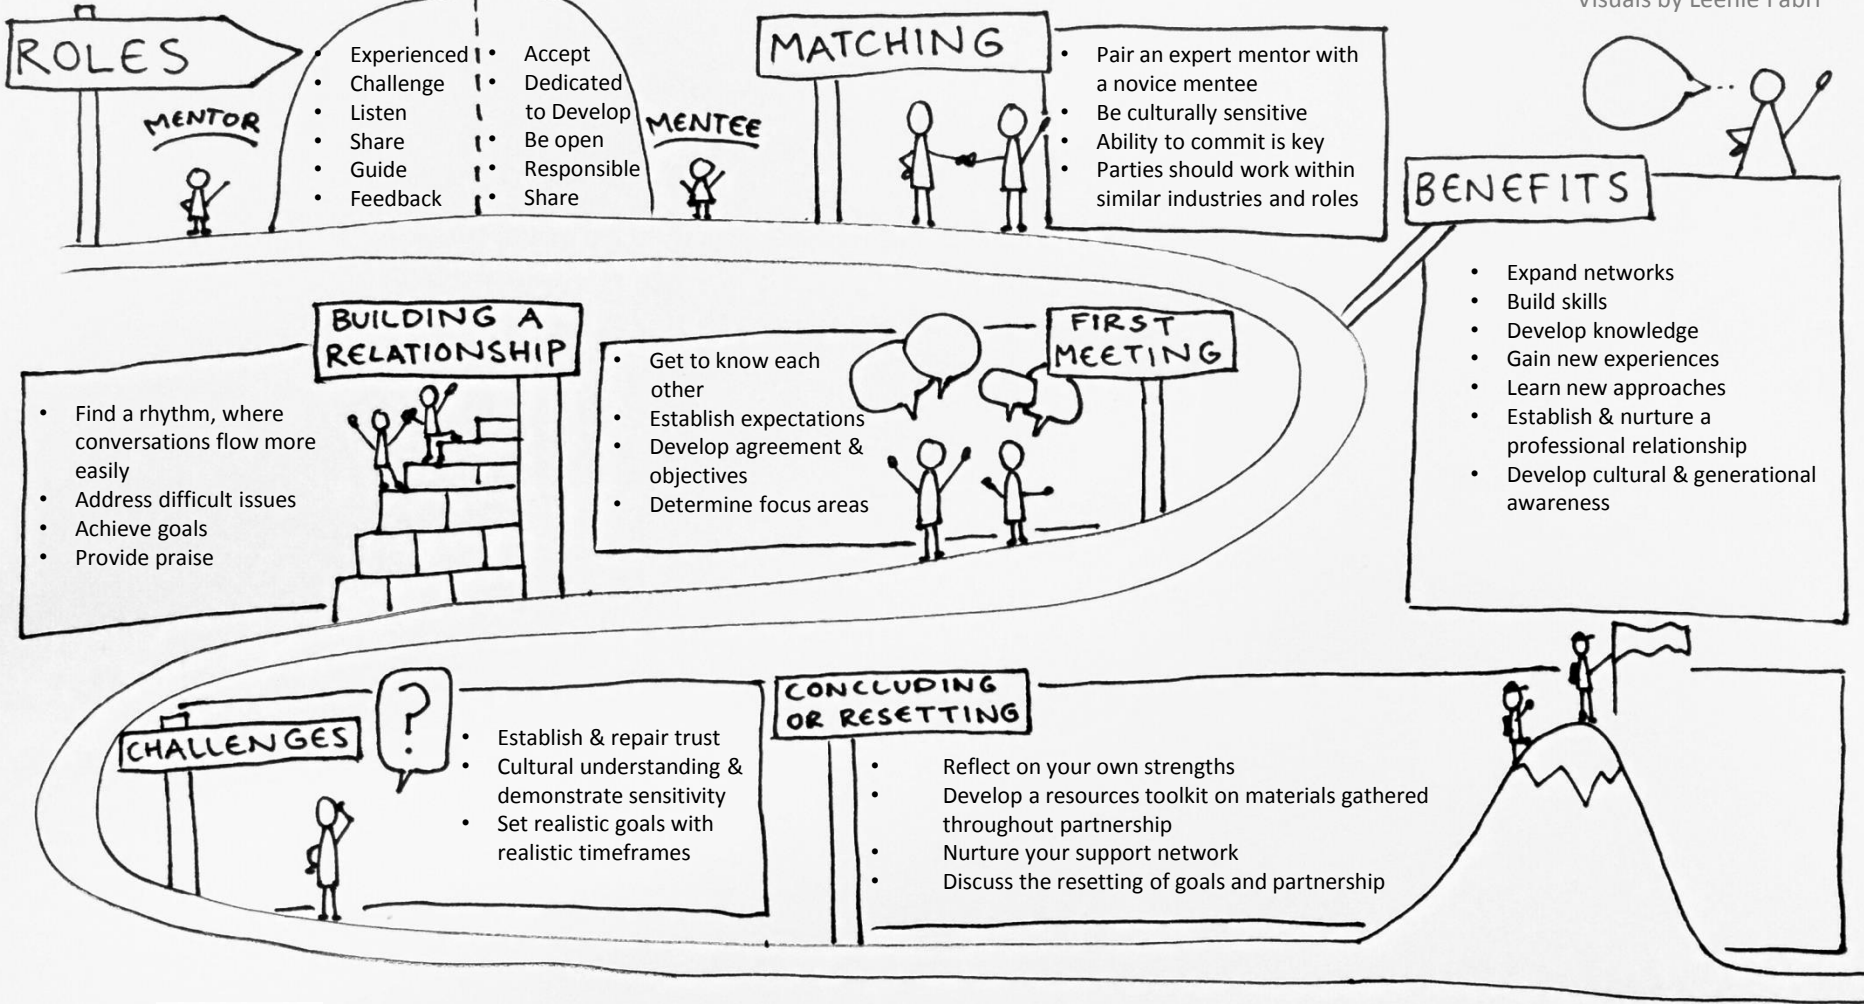 Visuals by Leenie Fabri
ROLES
MENTOR
• Experienced
• Challenge
• Listen
• Share
• Guide
• Feedback
• Accept
• Dedicated
to Develop
• Be open
• Responsible
• Share
MENTEE
MATCHING
• Pair an expert mentor with
a novice mentee
• Be culturally sensitive
• Ability to commit is key
• Parties should work within
similar industries and roles
BENEFITS
• Expand networks
• Build skills
• Develop knowledge
• Gain new experiences
• Learn new approaches
• Establish & nurture a
professional relationship
• Develop cultural & generational
awareness
FIRST
MEETING
• Get to know each
other
• Establish expectations
• Develop agreement &
objectives
• Determine focus areas
BUILDING A
RELATIONSHIP
• Find a rhythm, where
conversations flow more
easily
• Address difficult issues
• Achieve goals
• Provide praise
CHALLENGES
?
• Establish & repair trust
• Cultural understanding &
demonstrate sensitivity
• Set realistic goals with
realistic timeframes
CONCLUDING
OR RESETTING
• Reflect on your own strengths
• Develop a resources toolkit on materials gathered
throughout partnership
• Nurture your support network
• Discuss the resetting of goals and partnership